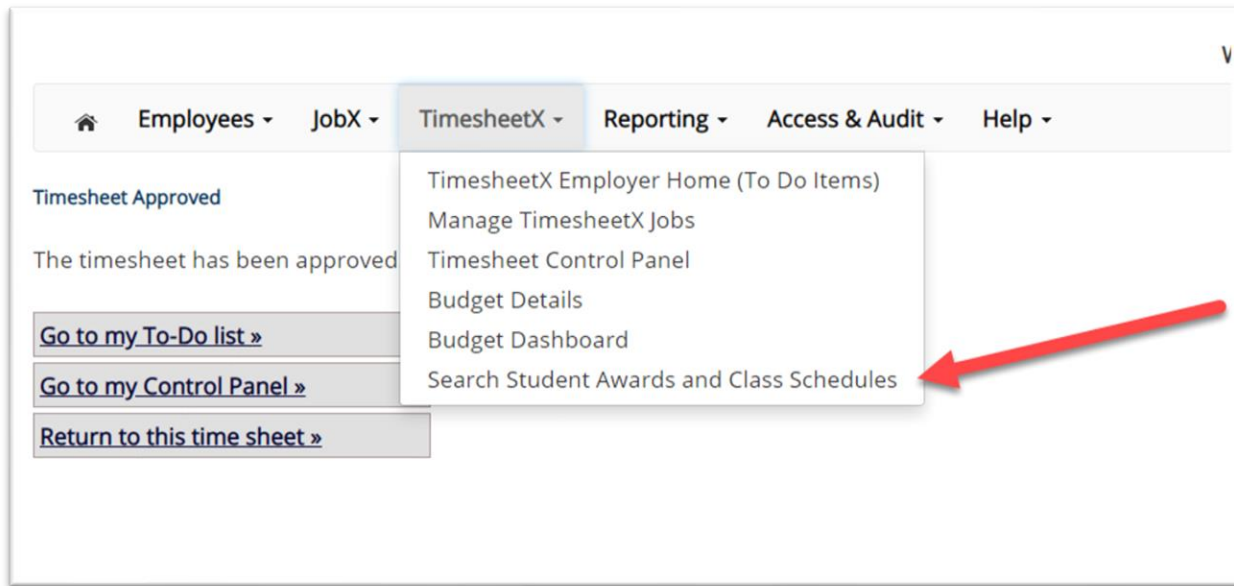 Employees JobX TimesheetX Reporting Access & Audit Help
TimesheetX Employer Home (To Do Items)
Manage TimesheetX Jobs
Timesheet Control Panel
Budget Details
Budget Dashboard
Search Student Awards and Class Schedules
Timesheet Approved
The timesheet has been approved
Go to my To-Do list »
Go to my Control Panel »
Return to this time sheet »